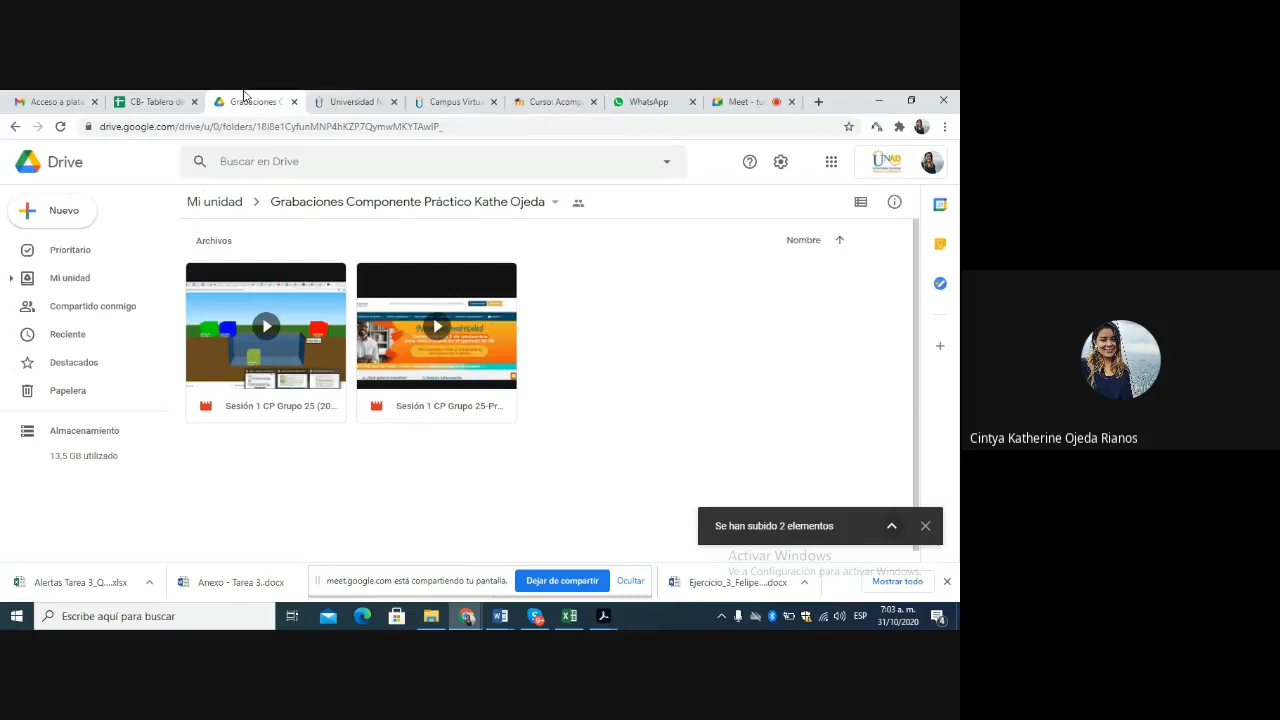 Acceso a plata
CB- Tablero de
Grabaciones C
Universidad N
Campus Virtua
Curso: Acomp
WhatsApp
Meet - tu
drive.google.com/drive/u/0/folders/18i8e1CyfunMNP4hKZP7QymwMKYTAwlP_
Drive
Buscar en Drive
UNAD
Nuevo
Mi unidad > Grabaciones Componente Práctico Kathe Ojeda
Archivos
Nombre
Prioritario
Mi unidad
Compartido conmigo
Reciente
Destacados
Papelera
Almacenamiento
13,5 GB utilizado
Sesión 1 CP Grupo 25 (20...
Sesión 1 CP Grupo 25-Pr...
Cintya Katherine Ojeda Rianos
Se han subido 2 elementos
Activar Windows
Ve a Configuración para activar Windows.
Alertas Tarea 3_Q....xlsx
Anexo - Tarea 3..docx
meet.google.com está compartiendo tu pantalla.
Dejar de compartir
Ocultar
Ejercicio_3_Felipe....docx
Mostrar todo
Escribe aquí para buscar
ESP
7:03 a. m.
31/10/2020
4